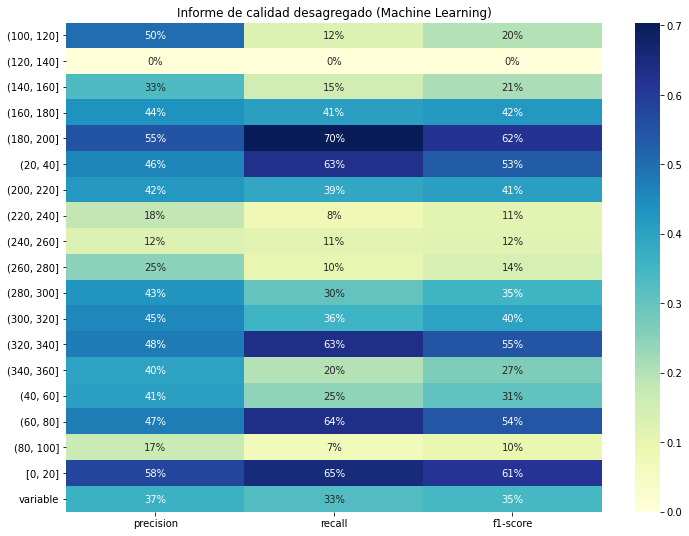 Informe de calidad desagregado (Machine Learning)
(100, 120] 50% 12% 20%
(120, 140] 0% 0% 0%
(140, 160] 33% 15% 21%
(160, 180] 44% 41% 42%
(180, 200] 55% 70% 62%
(20, 40] 46% 63% 53%
(200, 220] 42% 39% 41%
(220, 240] 18% 8% 11%
(240, 260] 12% 11% 12%
(260, 280] 25% 10% 14%
(280, 300] 43% 30% 35%
(300, 320] 45% 36% 40%
(320, 340] 48% 63% 55%
(340, 360] 40% 20% 27%
(40, 60] 41% 25% 31%
(60, 80] 47% 64% 54%
(80, 100] 17% 7% 10%
[0, 20] 58% 65% 61%
variable 37% 33% 35%
precision recall f1-score
0.7
0.6
0.5
0.4
0.3
0.2
0.1
0.0